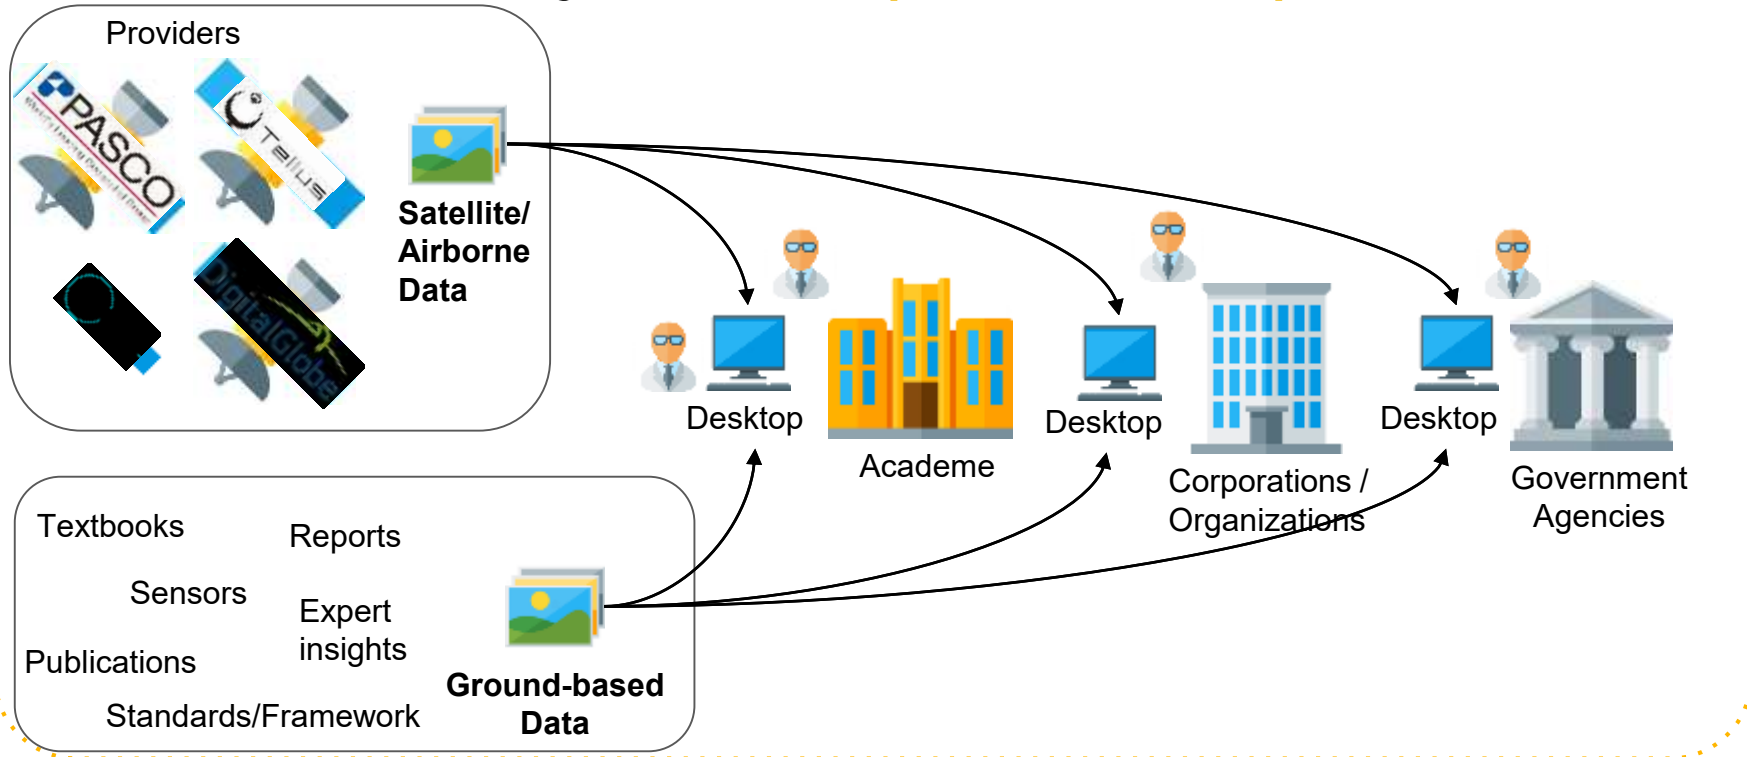 Providers
PASCO
Tellus
DigitalGlobe
Satellite/
Airborne
Data
Desktop
Academe
Desktop
Corporations /
Organizations
Desktop
Government
Agencies
Textbooks
Reports
Sensors
Expert
insights
Publications
Standards/Framework
Ground-based
Data